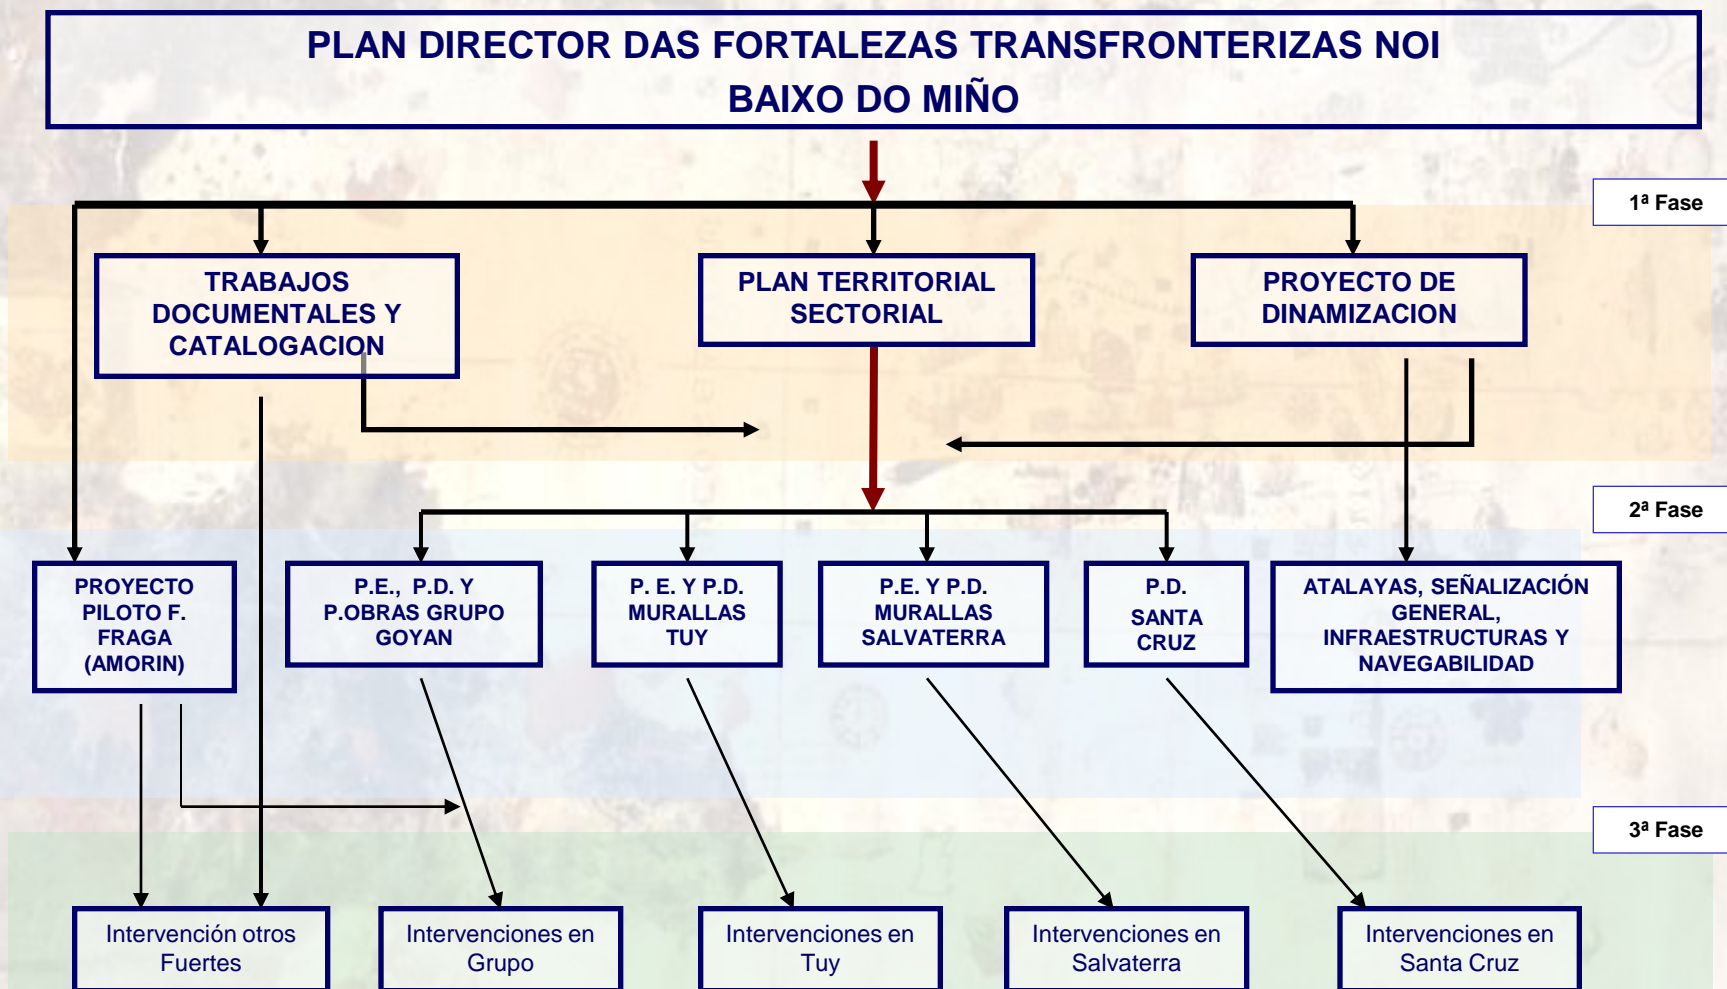 PLAN DIRECTOR DAS FORTALEZAS TRANSFRONTERIZAS NOI
BAIXO DO MIÑO
1ª Fase
TRABAJOS
DOCUMENTALES Y
CATALOGACION
PLAN TERRITORIAL
SECTORIAL
PROYECTO DE
DINAMIZACION
2ª Fase
PROYECTO
PILOTO F.
FRAGA
(AMORIN)
P.E., P.D. Y
P.OBRAS GRUPO
GOYAN
P. E. Y P.D.
MURALLAS
TUY
P.E. Y P.D.
MURALLAS
SALVATERRA
P.D.
SANTA
CRUZ
ATALAYAS, SEÑALIZACIÓN
GENERAL,
INFRAESTRUCTURAS Y
NAVEGABILIDAD
3ª Fase
Intervención otros
Fuertes
Intervenciones en
Grupo
Intervenciones en
Tuy
Intervenciones en
Salvaterra
Intervenciones en
Santa Cruz